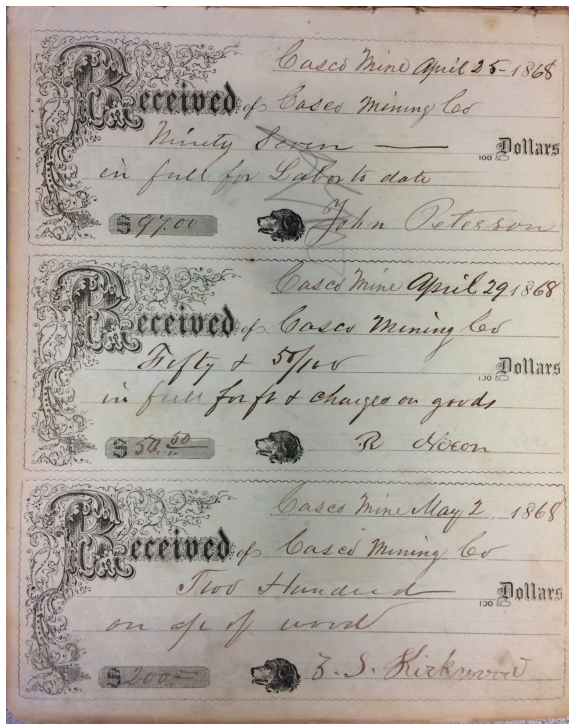 Casco Mine April 25 - 1868
Received of Casco Mining Co
Ninety Seven —— 100 Dollars
in full for Labor to date
$ 97.00 John Peterson
Casco Mine April 29 1868
Received of Casco Mining Co
Fifty & 50/100 100 Dollars
in full for ft & charges on goods
$ 50.50 R Nixon
Casco Mine May 2 1868
Received of Casco Mining Co
Two Hundred 100 Dollars
on a/c of wood
$ 200.- S. Kirkwood